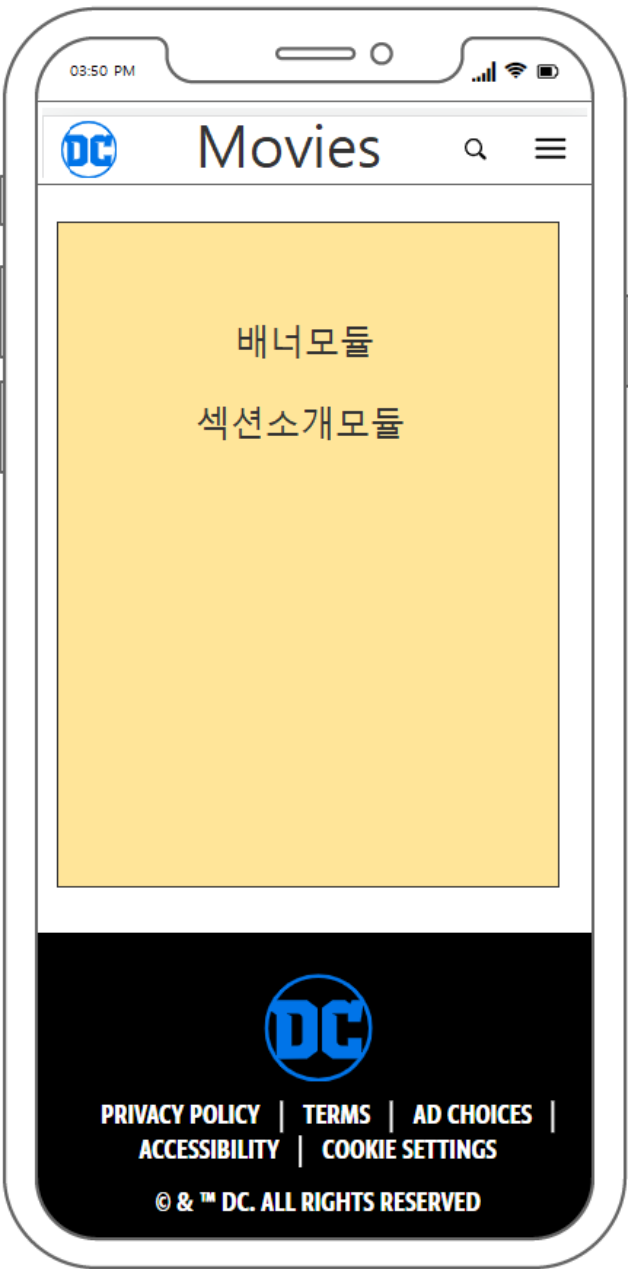 03:50 PM
DC Movies
배너모듈
섹션소개모듈
DC
PRIVACY POLICY | TERMS | AD CHOICES |
ACCESSIBILITY | COOKIE SETTINGS
© & ™ DC. ALL RIGHTS RESERVED